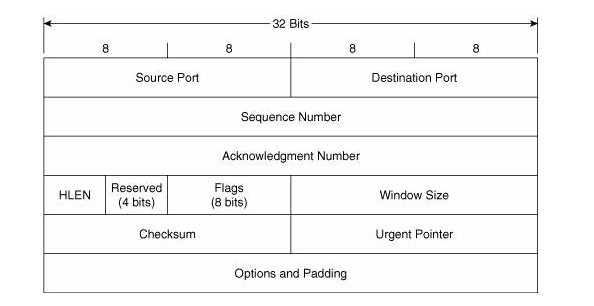 32 Bits
8 8 8 8
Source Port Destination Port
Sequence Number
Acknowledgment Number
HLEN Reserved (4 bits) Flags (8 bits) Window Size
Checksum Urgent Pointer
Options and Padding